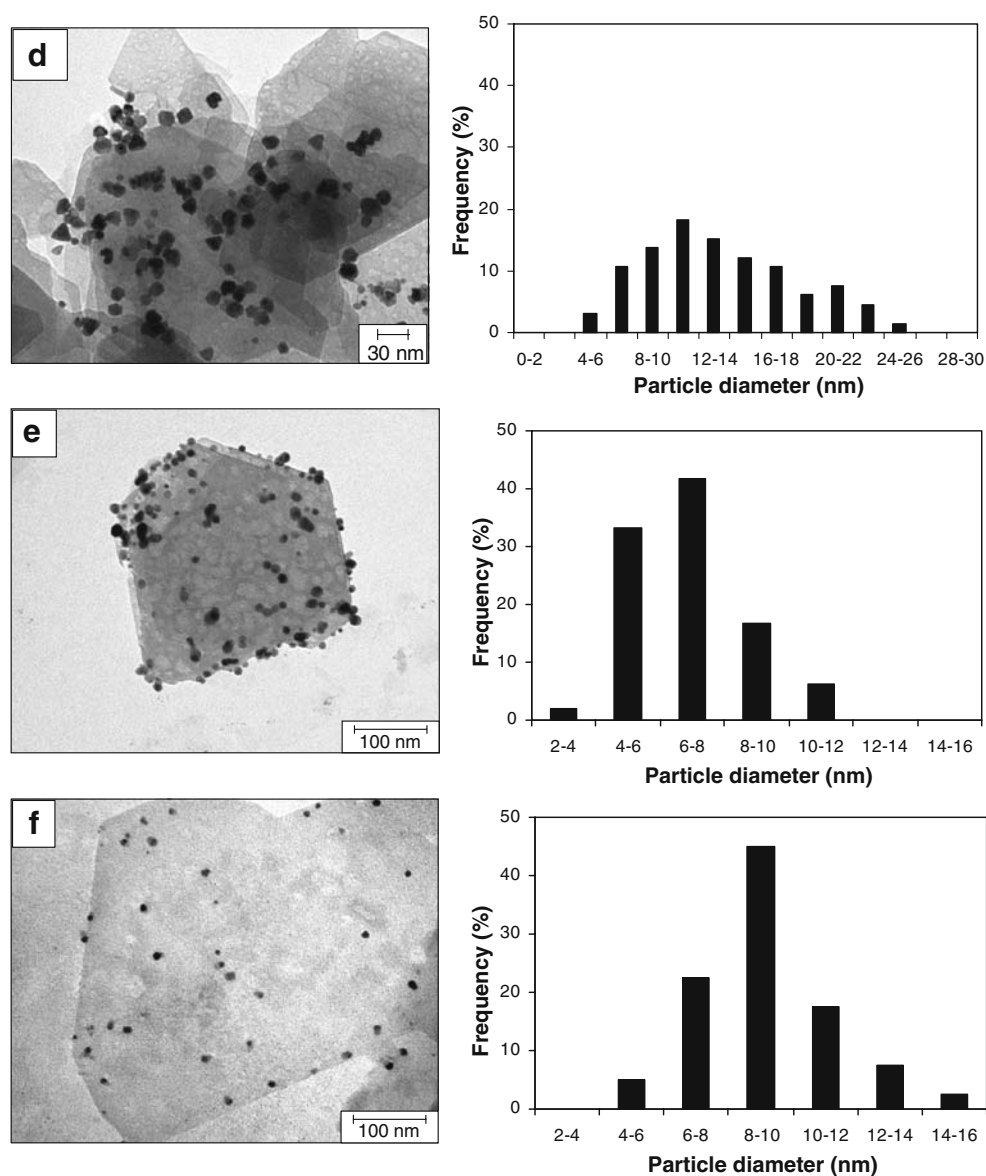 d
30 nm
50
40
30
20
10
0
Frequency (%)
0-2 4-6 8-10 12-14 16-18 20-22 24-26 28-30
Particle diameter (nm)
e
100 nm
50
40
30
20
10
0
Frequency (%)
2-4 4-6 6-8 8-10 10-12 12-14 14-16
Particle diameter (nm)
f
100 nm
50
40
30
20
10
0
Frequency (%)
2-4 4-6 6-8 8-10 10-12 12-14 14-16
Particle diameter (nm)